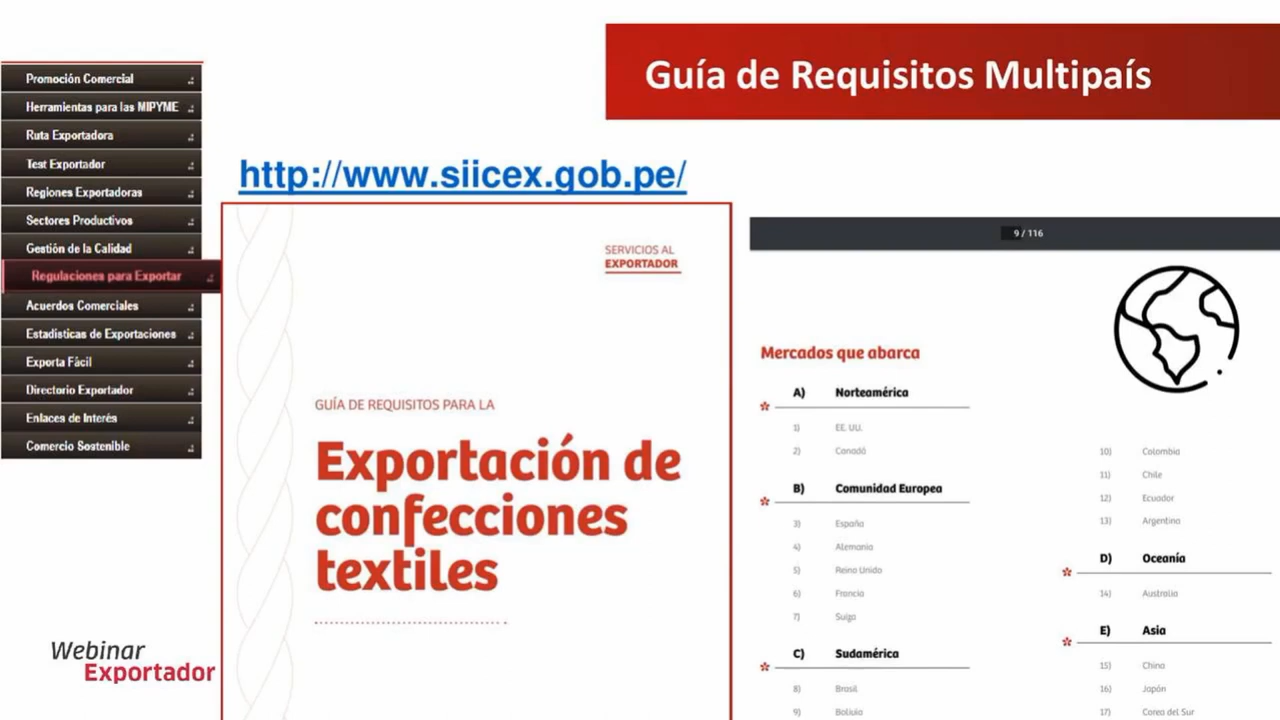 Guía de Requisitos Multipaís
Promoción Comercial
Herramientas para las MIPYME
Ruta Exportadora
Test Exportador
Regiones Exportadoras
Sectores Productivos
Gestión de la Calidad
Regulaciones para Exportar
Acuerdos Comerciales
Estadísticas de Exportaciones
Exporta Fácil
Directorio Exportador
Enlaces de Interés
Comercio Sostenible
http://www.siicex.gob.pe/
SERVICIOS AL
EXPORTADOR
GUÍA DE REQUISITOS PARA LA
Exportación de
confecciones
textiles
9 / 116
Mercados que abarca
A) Norteamérica
1) EE. UU.
2) Canadá
B) Comunidad Europea
3) España
4) Alemania
5) Reino Unido
6) Francia
7) Suiza
C) Sudamérica
8) Brasil
9) Bolivia
10) Colombia
11) Chile
12) Ecuador
13) Argentina
D) Oceanía
14) Australia
E) Asia
15) China
16) Japón
17) Corea del Sur
Webinar
Exportador